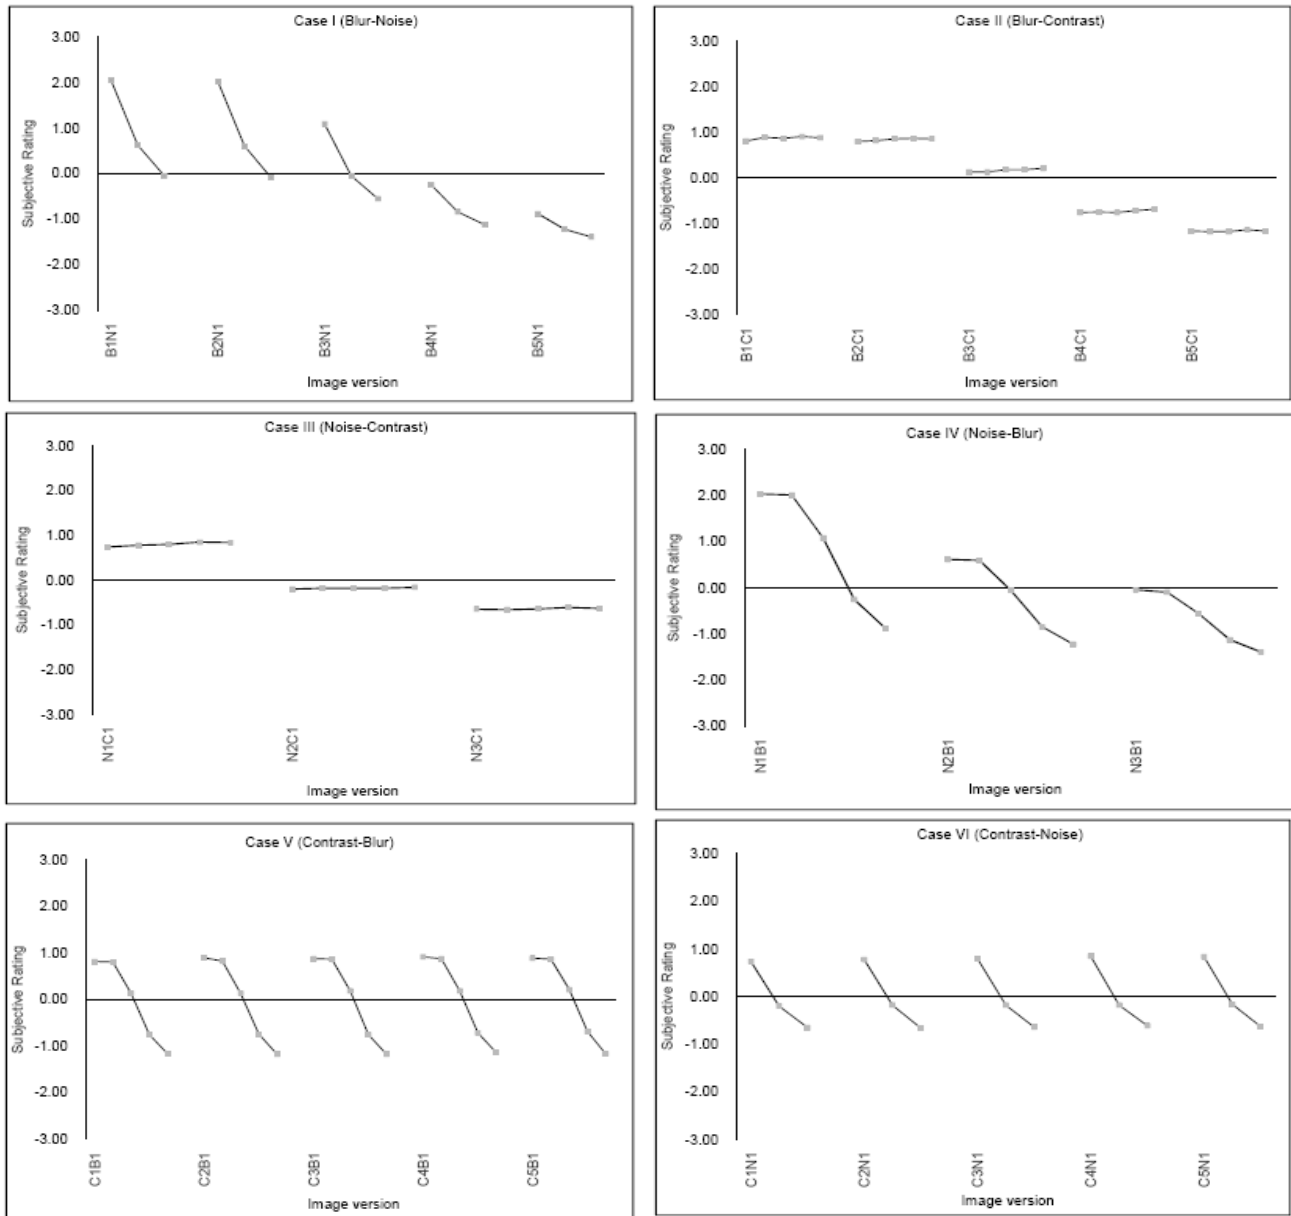 Case I (Blur-Noise)
3.00
2.00
1.00
0.00
-1.00
-2.00
-3.00
Subjective Rating
B1N1
B2N1
B3N1
B4N1
B5N1
Image version
Case II (Blur-Contrast)
3.00
2.00
1.00
0.00
-1.00
-2.00
-3.00
Subjective Rating
B1C1
B2C1
B3C1
B4C1
B5C1
Image version
Case III (Noise-Contrast)
3.00
2.00
1.00
0.00
-1.00
-2.00
-3.00
Subjective Rating
N1C1
N2C1
N3C1
Image version
Case IV (Noise-Blur)
3.00
2.00
1.00
0.00
-1.00
-2.00
-3.00
Subjective Rating
N1B1
N2B1
N3B1
Image version
Case V (Contrast-Blur)
3.00
2.00
1.00
0.00
-1.00
-2.00
-3.00
Subjective Rating
C1B1
C2B1
C3B1
C4B1
C5B1
Image version
Case VI (Contrast-Noise)
3.00
2.00
1.00
0.00
-1.00
-2.00
-3.00
Subjective Rating
C1N1
C2N1
C3N1
C4N1
C5N1
Image version